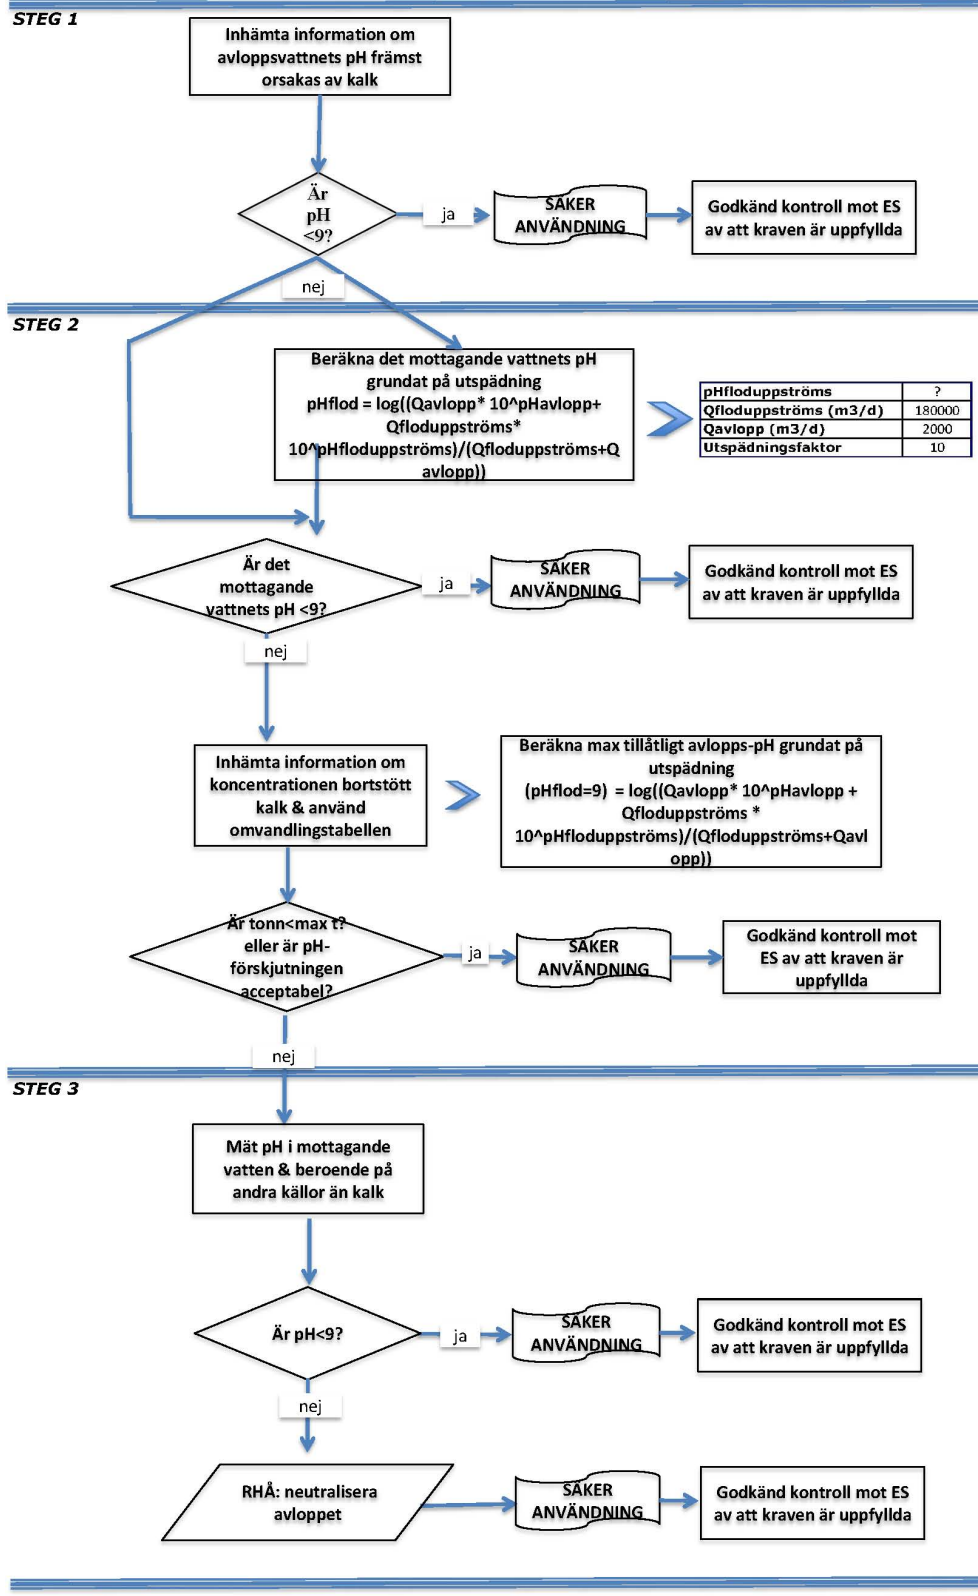 STEG 1
Inhämta information om
avloppsvattnets pH främst
orsakas av kalk
Är
pH
<9?
ja
SÄKER
ANVÄNDNING
Godkänd kontroll mot ES
av att kraven är uppfyllda
nej
STEG 2
Beräkna det mottagande vattnets pH
grundat på utspädning
pHflod = log((Qavlopp* 10^pHavlopp+
Qfloduppströms*
10^pHfloduppströms)/(Qfloduppströms+Q
avlopp))
pHfloduppströms ?
Qfloduppströms (m3/d) 180000
Qavlopp (m3/d) 2000
Utspädningsfaktor 10
Är det
mottagande
vattnets pH <9?
ja
SÄKER
ANVÄNDNING
Godkänd kontroll mot ES
av att kraven är uppfyllda
nej
Inhämta information om
koncentrationen bortstött
kalk & använd
omvandlingstabellen
Beräkna max tillåtligt avlopps-pH grundat på
utspädning
(pHflod=9) = log((Qavlopp* 10^pHavlopp +
Qfloduppströms *
10^pHfloduppströms)/(Qfloduppströms+Qavl
opp))
Är tonn<max t?
eller är pH-
förskjutningen
acceptabel?
ja
SÄKER
ANVÄNDNING
Godkänd kontroll mot
ES av att kraven är
uppfyllda
nej
STEG 3
Mät pH i mottagande
vatten & beroende på
andra källor än kalk
Är pH<9?
ja
SÄKER
ANVÄNDNING
Godkänd kontroll mot ES
av att kraven är uppfyllda
nej
RHÅ: neutralisera
avloppet
SÄKER
ANVÄNDNING
Godkänd kontroll mot ES
av att kraven är uppfyllda